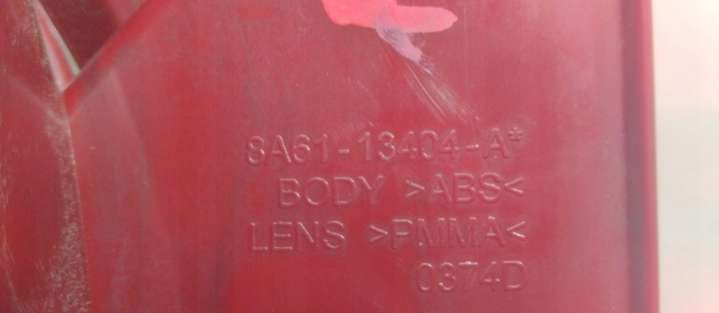 8A61-13404-A*
BODY >ABS<
LENS >PMMA<
0374D